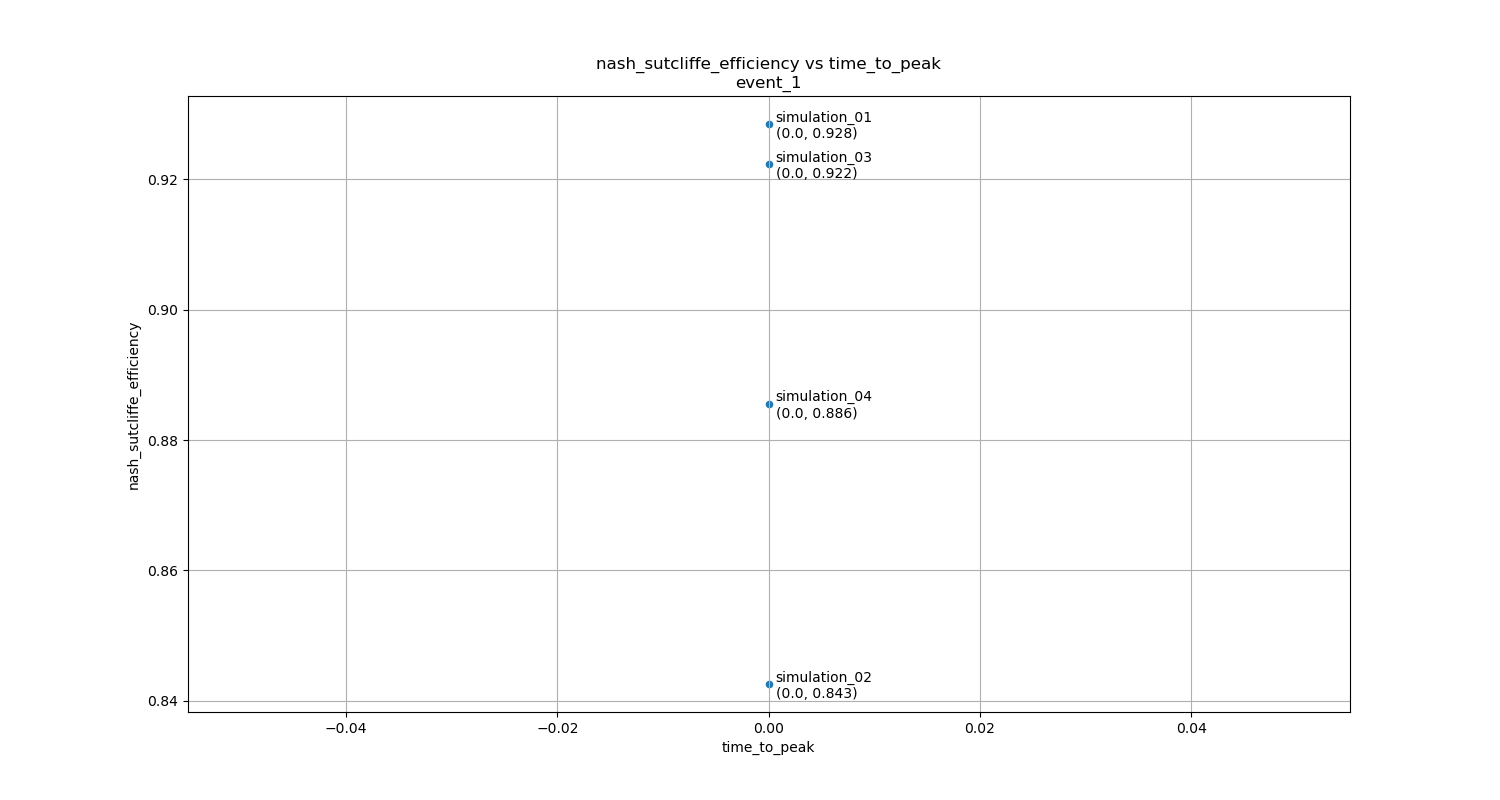 nash_sutcliffe_efficiency vs time_to_peak
event_1
simulation_01
(0.0, 0.928)
simulation_03
(0.0, 0.922)
simulation_04
(0.0, 0.886)
simulation_02
(0.0, 0.843)
0.92
0.90
0.88
0.86
0.84
nash_sutcliffe_efficiency
−0.04
−0.02
0.00
0.02
0.04
time_to_peak